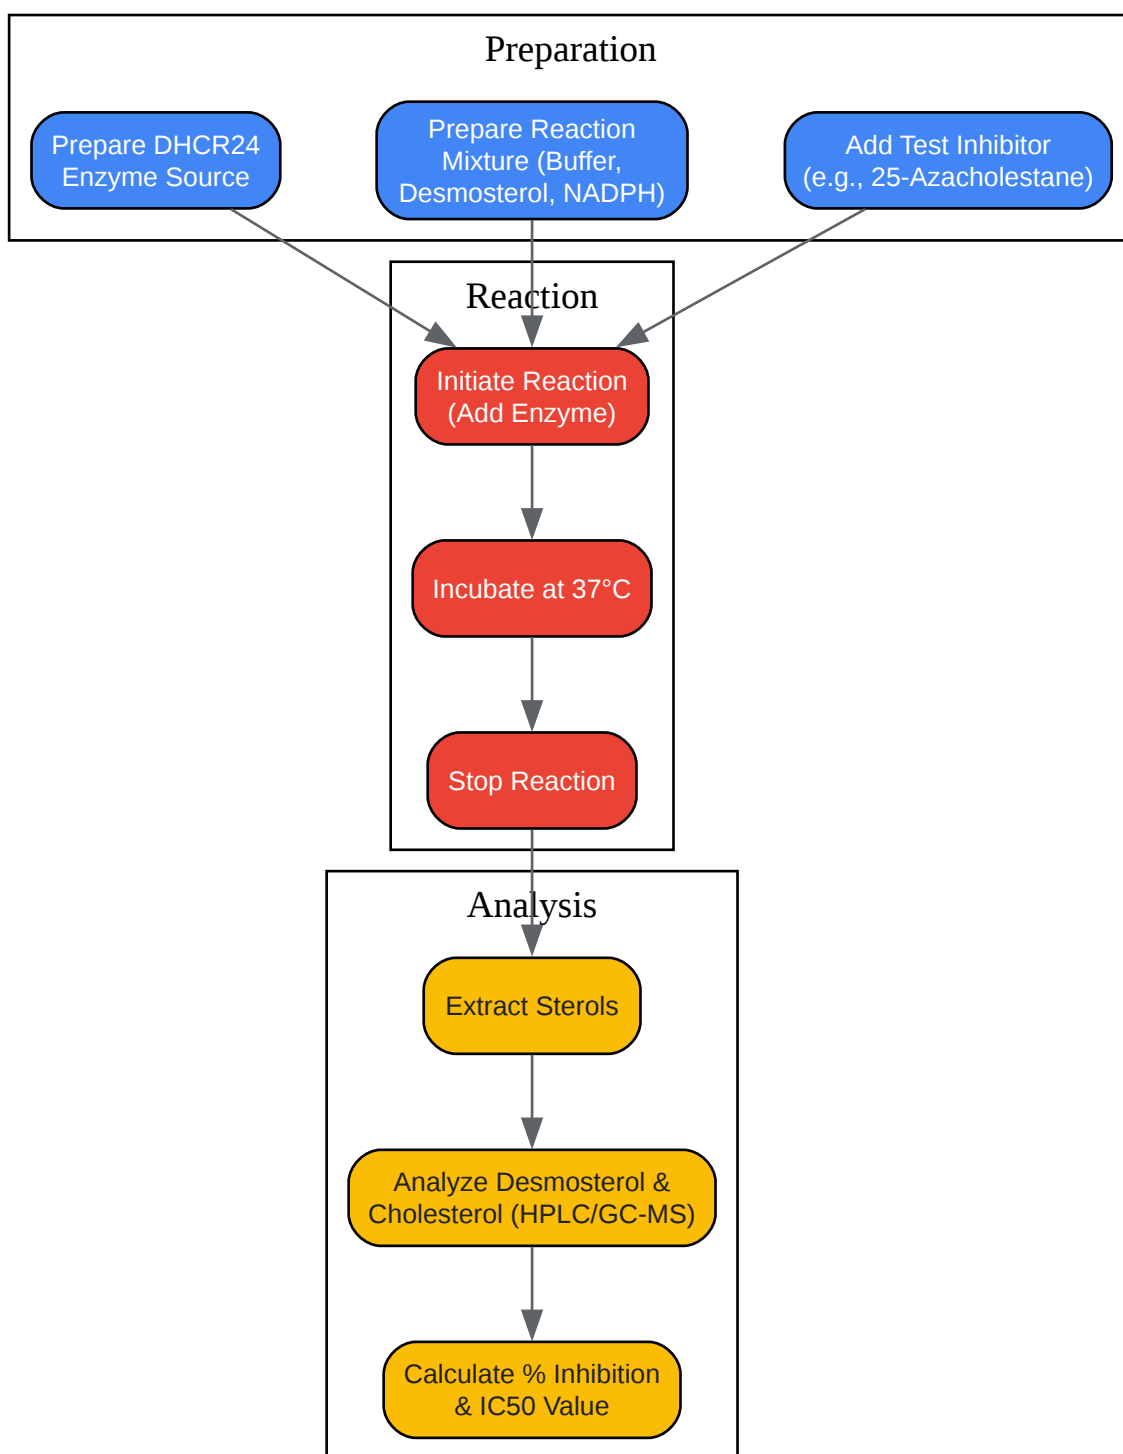 Preparation
Prepare DHCR24
Enzyme Source
Prepare Reaction
Mixture (Buffer,
Desmosterol, NADPH)
Add Test Inhibitor
(e.g., 25-Azacholestane)
Reaction
Initiate Reaction
(Add Enzyme)
Incubate at 37°C
Stop Reaction
Analysis
Extract Sterols
Analyze Desmosterol &
Cholesterol (HPLC/GC-MS)
Calculate % Inhibition
& IC50 Value